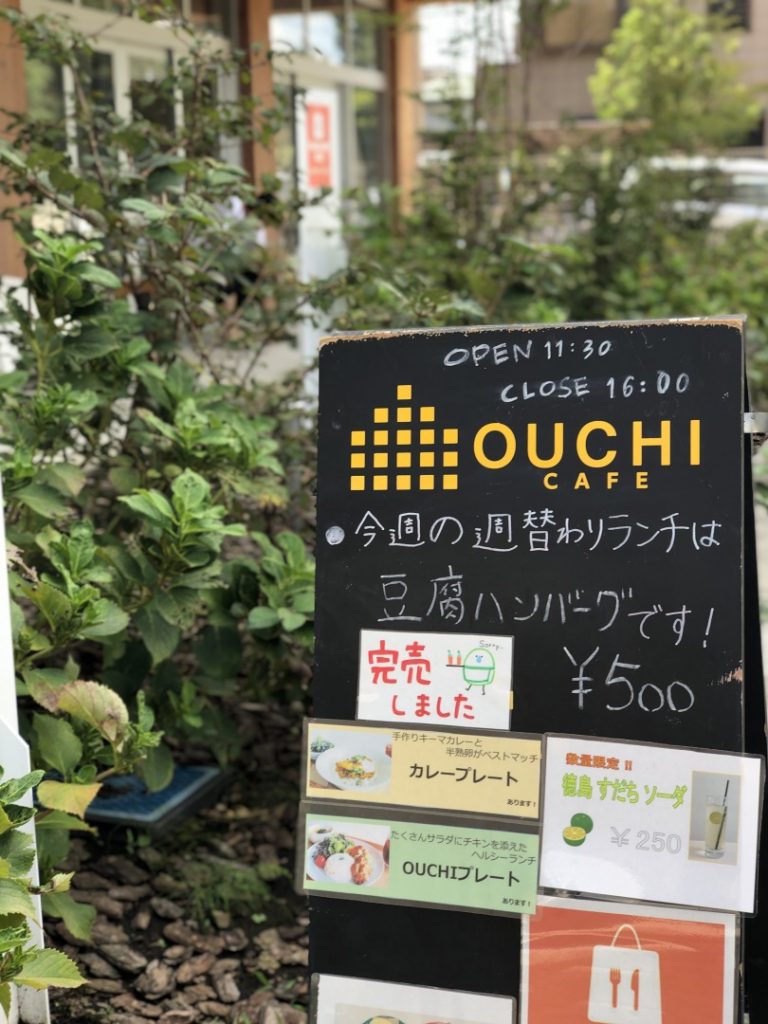 OPEN 11:30
CLOSE 16:00
OUCHI
CAFE
今週の週替わりランチは
豆腐ハンバーグです!
¥500
Sorry..
完売
しました
手作りキーマカレーと
半熟卵がベストマッチ
カレープレート
あります!
たくさんサラダにチキンを添えた
ヘルシーランチ
OUCHIプレート
あります!
数量限定!!
徳島 すだち ソーダ
¥250